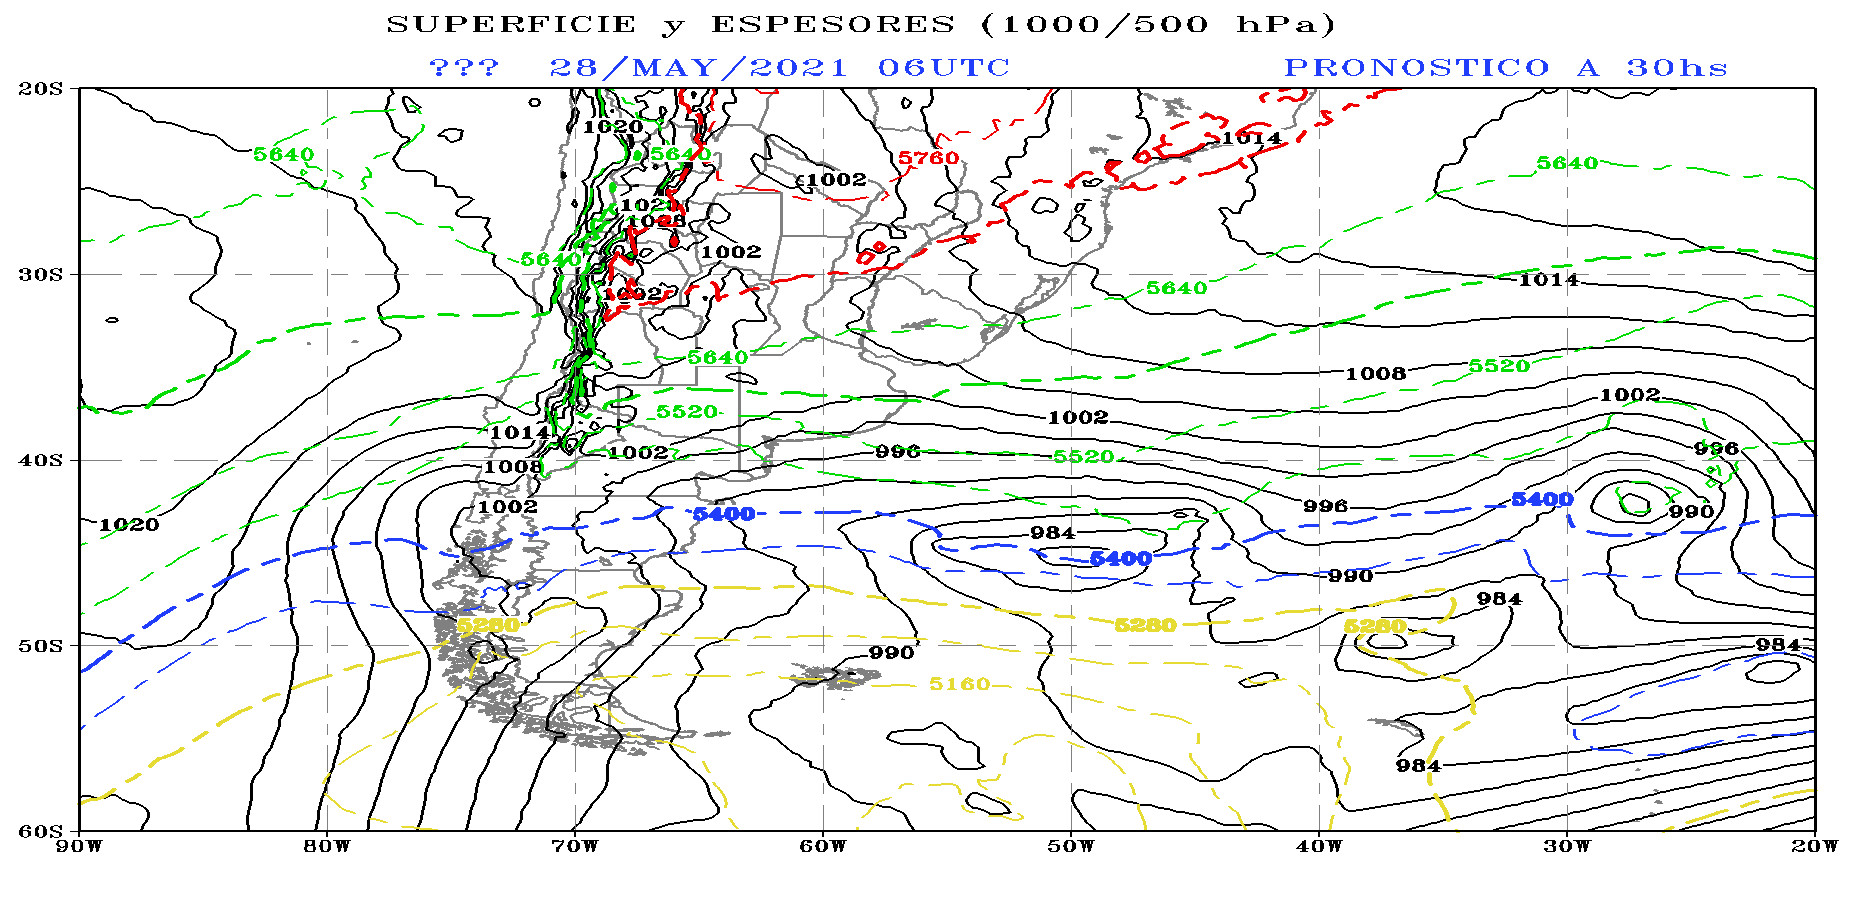 SUPERFICIE y ESPESORES (1000/500 hPa)
??? 28/MAY/2021 06UTC PRONOSTICO A 30hs
20S
1020
1014
5640 5640 5760 5640
1002
1028
1002
5640
30S
1002 5640 1014
5640 5520
1008
1002
5520 1002
1014
1002 996 5520 996
40S
1008
1002 5400 996 5400 990
1020
984
5400
990
984
5280 5280 5280
50S
990 984
5160
984
60S
90W 80W 70W 60W 50W 40W 30W 20W